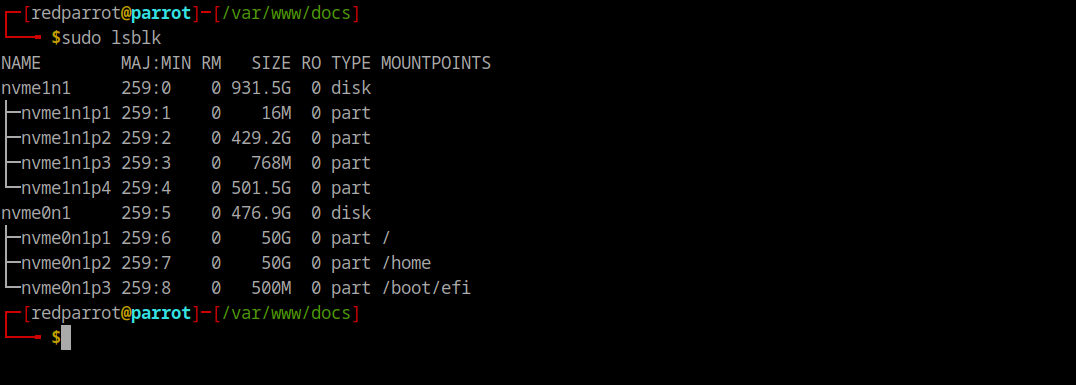 ┌─[redparrot@parrot]─[/var/www/docs]
└──╼ $sudo lsblk
NAME        MAJ:MIN RM   SIZE RO TYPE MOUNTPOINTS
nvme1n1     259:0    0 931.5G  0 disk
├─nvme1n1p1 259:1    0    16M  0 part
├─nvme1n1p2 259:2    0 429.2G  0 part
├─nvme1n1p3 259:3    0   768M  0 part
└─nvme1n1p4 259:4    0 501.5G  0 part
nvme0n1     259:5    0 476.9G  0 disk
├─nvme0n1p1 259:6    0    50G  0 part /
├─nvme0n1p2 259:7    0    50G  0 part /home
└─nvme0n1p3 259:8    0   500M  0 part /boot/efi
┌─[redparrot@parrot]─[/var/www/docs]
└──╼ $